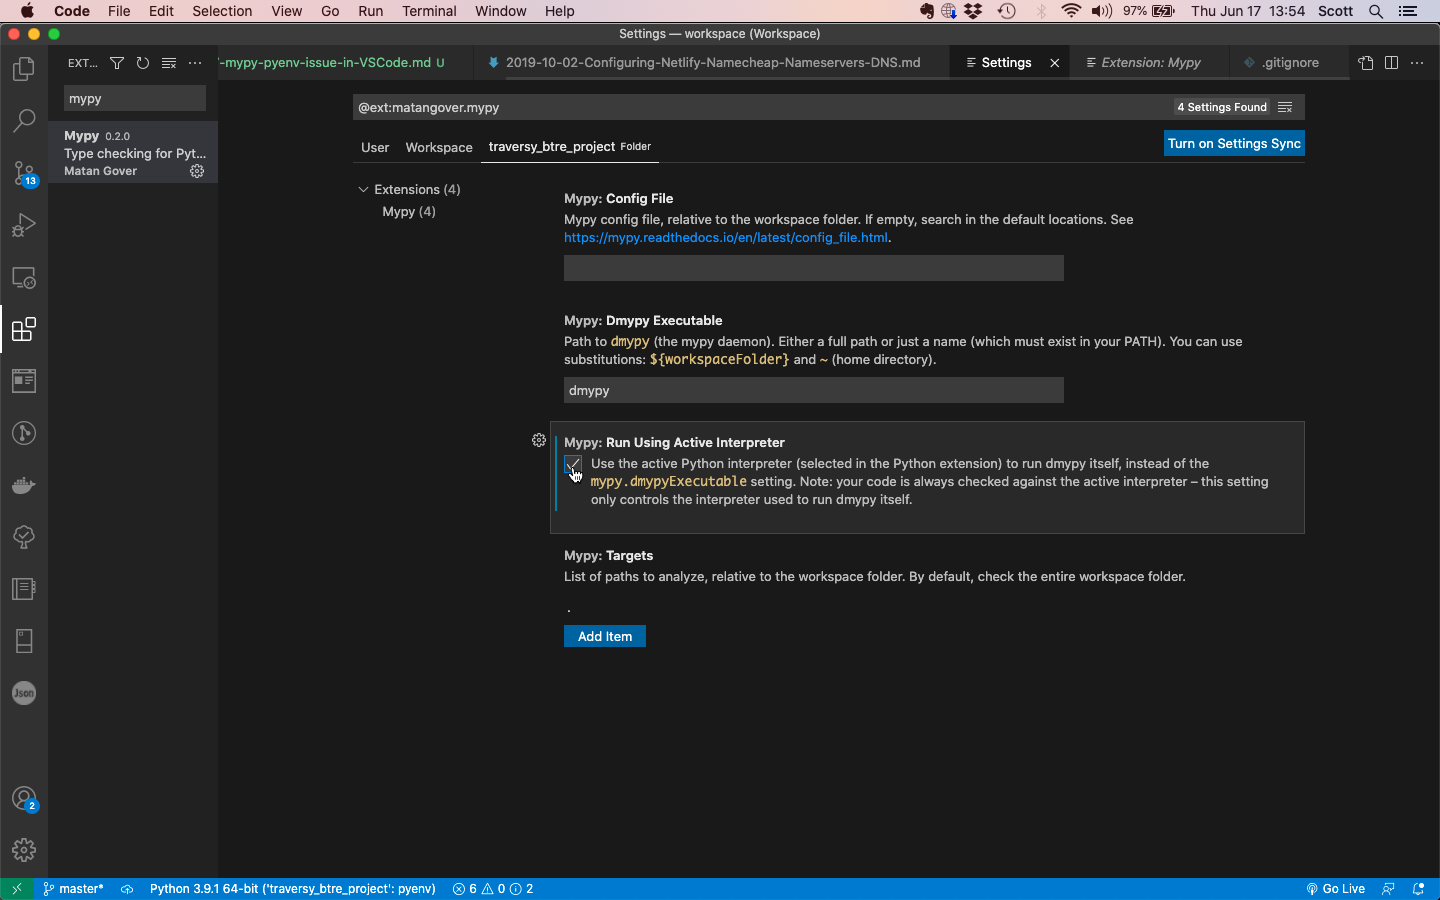 Code File Edit Selection View Go Run Terminal Window Help 97% Thu Jun 17 13:54 Scott
Settings — workspace (Workspace)
EXT...
-mypy-pyenv-issue-in-VSCode.md U
2019-10-02-Configuring-Netlify-Namecheap-Nameservers-DNS.md
Settings
Extension: Mypy
.gitignore
mypy
Mypy 0.2.0
Type checking for Pyt...
Matan Gover
@ext:matangover.mypy
4 Settings Found
User Workspace traversy_btre_project Folder
Turn on Settings Sync
Extensions (4)
Mypy (4)
Mypy: Config File
Mypy config file, relative to the workspace folder. If empty, search in the default locations. See
https://mypy.readthedocs.io/en/latest/config_file.html.
Mypy: Dmypy Executable
Path to dmypy (the mypy daemon). Either a full path or just a name (which must exist in your PATH). You can use
substitutions: ${workspaceFolder} and ~ (home directory).
dmypy
Mypy: Run Using Active Interpreter
Use the active Python interpreter (selected in the Python extension) to run dmypy itself, instead of the
mypy.dmypyExecutable setting. Note: your code is always checked against the active interpreter – this setting
only controls the interpreter used to run dmypy itself.
Mypy: Targets
List of paths to analyze, relative to the workspace folder. By default, check the entire workspace folder.
.
Add Item
13
Json
2
master* Python 3.9.1 64-bit ('traversy_btre_project': pyenv) 6 0 2 Go Live